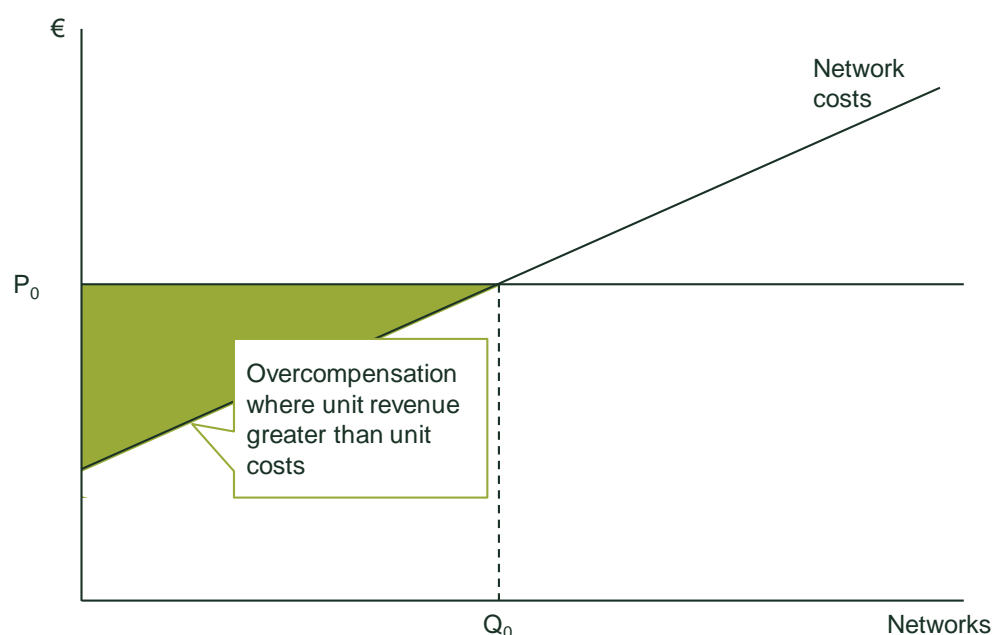 €
Network
costs
P₀
Overcompensation
where unit revenue
greater than unit
costs
Q₀
Networks